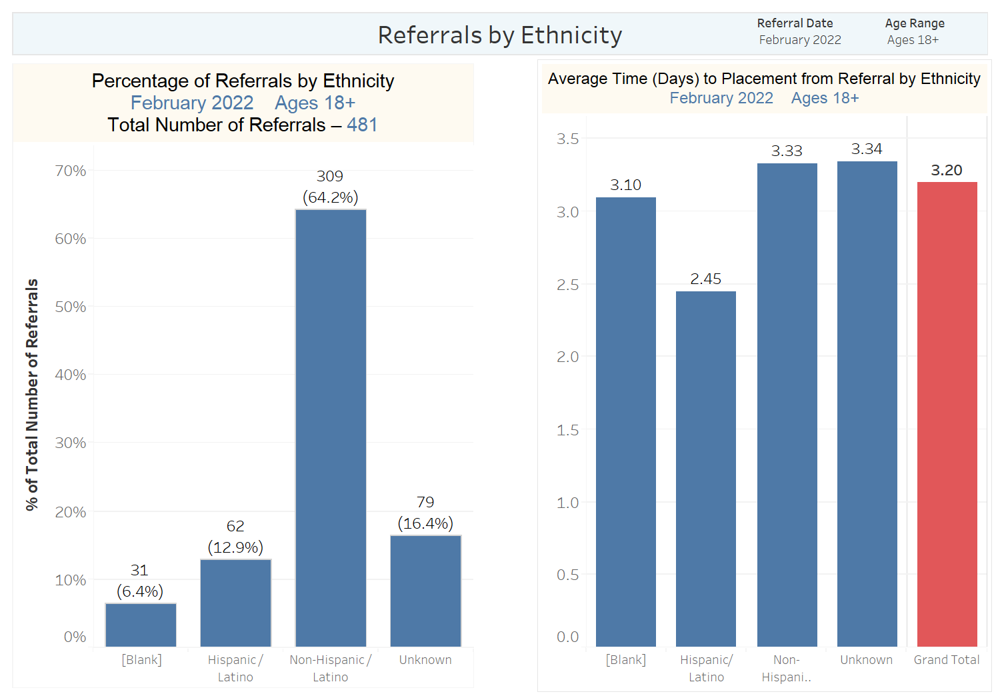 Referrals by Ethnicity
Referral Date
February 2022
Age Range
Ages 18+
Percentage of Referrals by Ethnicity
February 2022 Ages 18+
Total Number of Referrals – 481
% of Total Number of Referrals
70%
60%
50%
40%
30%
20%
10%
0%
31
(6.4%)
62
(12.9%)
309
(64.2%)
79
(16.4%)
[Blank]
Hispanic/
Latino
Non-Hispanic/
Latino
Unknown
Average Time (Days) to Placement from Referral by Ethnicity
February 2022 Ages 18+
3.5
3.0
2.5
2.0
1.5
1.0
0.5
0.0
3.10
2.45
3.33
3.34
3.20
[Blank]
Hispanic/
Latino
Non-
Hispani..
Unknown
Grand Total